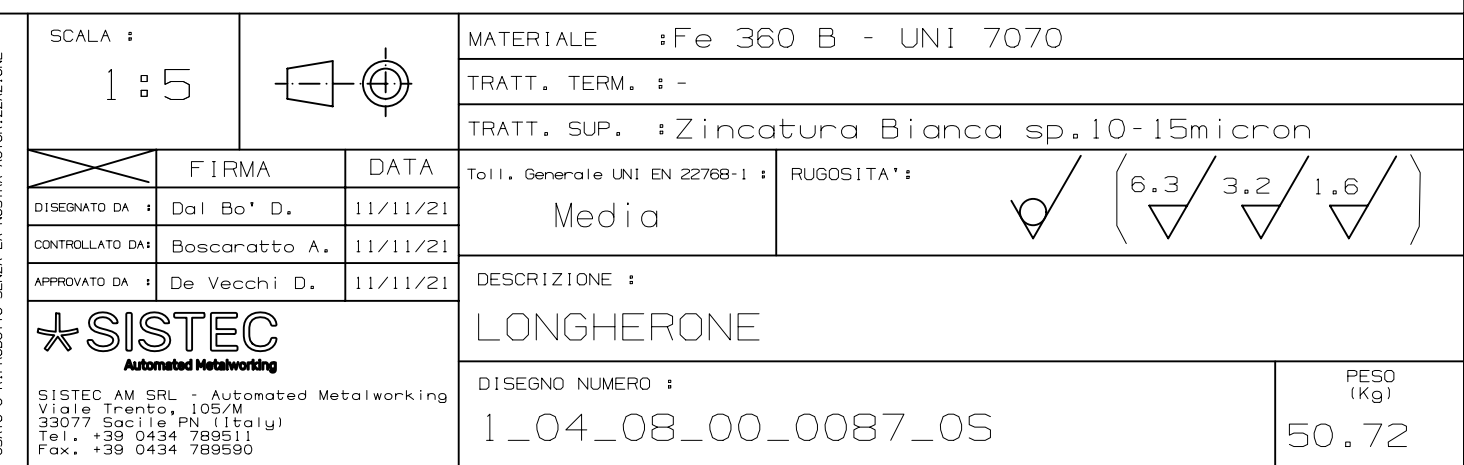 SCALA :
1:5
MATERIALE :Fe 360 B - UNI 7070
TRATT. TERM. : -
TRATT. SUP. :Zincatura Bianca sp.10-15micron
FIRMA DATA
DISEGNATO DA : Dal Bo' D. 11/11/21
CONTROLLATO DA: Boscaratto A. 11/11/21
APPROVATO DA : De Vecchi D. 11/11/21
Toll. Generale UNI EN 22768-1 :
Media
RUGOSITA':
6.3 3.2 1.6
DESCRIZIONE :
LONGHERONE
SISTEC
Automated Metalworking
SISTEC AM SRL - Automated Metalworking
Viale Trento, 105/M
33077 Sacile PN (Italy)
Tel. +39 0434 789511
Fax. +39 0434 789590
DISEGNO NUMERO :
1_04_08_00_0087_0S
PESO
(Kg)
50.72